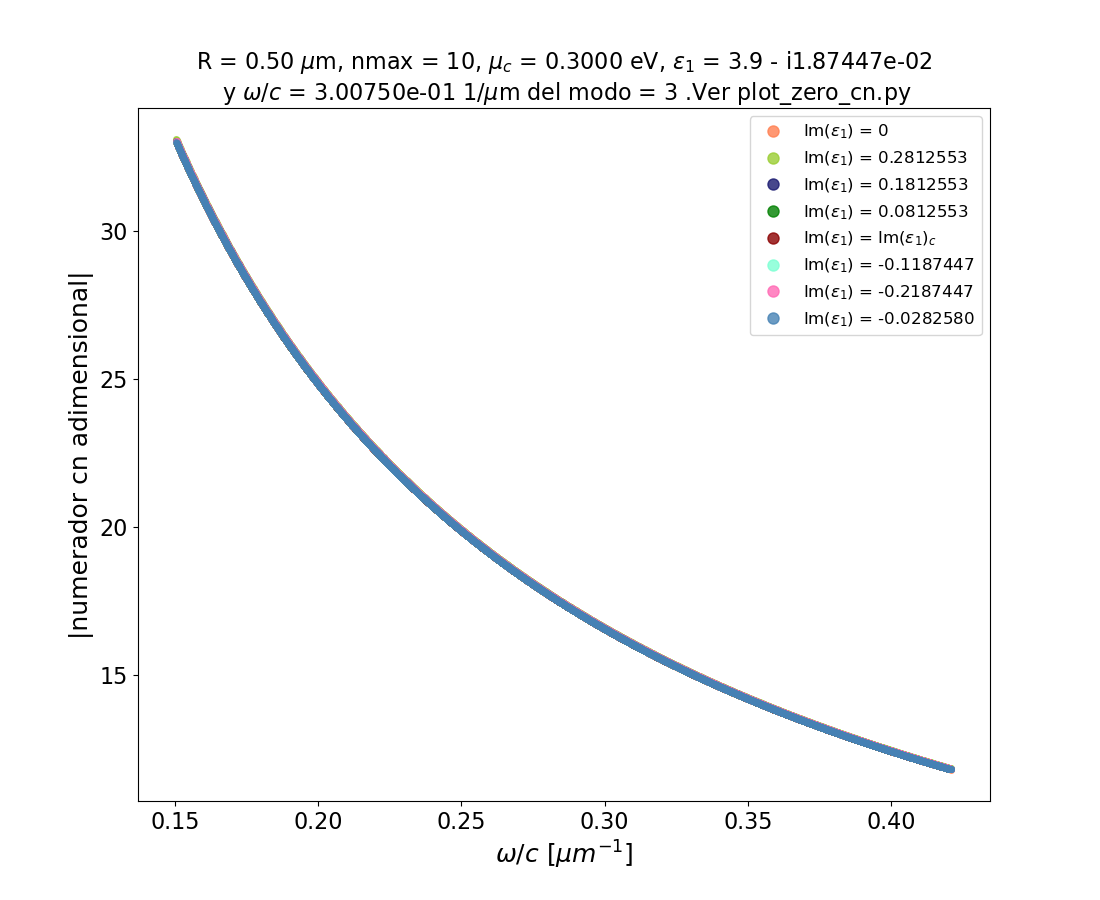 R = 0.50 μm, nmax = 10, μc = 0.3000 eV, ε1 = 3.9 - i1.87447e-02
y ω/c = 3.00750e-01 1/μm del modo = 3 .Ver plot_zero_cn.py
Im(ε1) = 0
Im(ε1) = 0.2812553
Im(ε1) = 0.1812553
Im(ε1) = 0.0812553
Im(ε1) = Im(ε1)c
Im(ε1) = -0.1187447
Im(ε1) = -0.2187447
Im(ε1) = -0.0282580
|numerador cn adimensional|
30
25
20
15
0.15 0.20 0.25 0.30 0.35 0.40
ω/c [μm⁻¹]